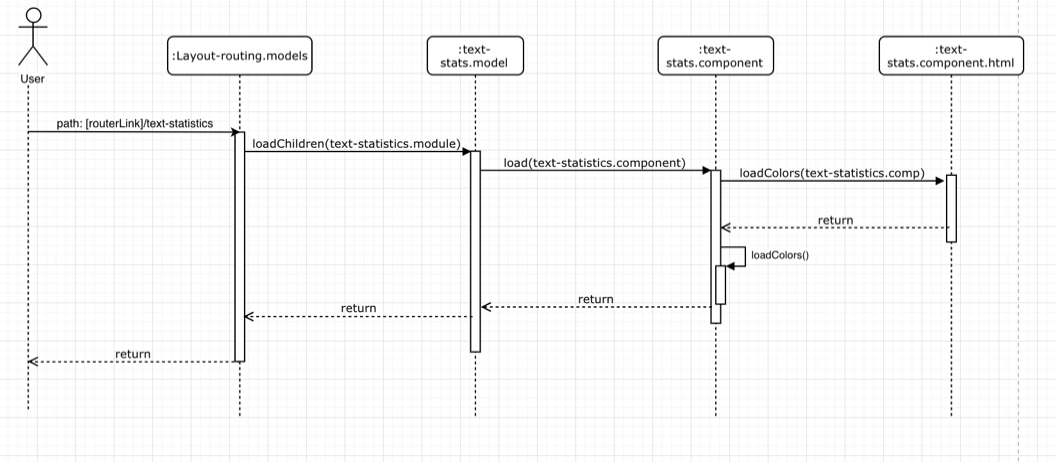 User
:Layout-routing.models
:text-
stats.model
:text-
stats.component
:text-
stats.component.html
path: [routerLink]/text-statistics
loadChildren(text-statistics.module)
load(text-statistics.component)
loadColors(text-statistics.comp)
return
loadColors()
return
return
return